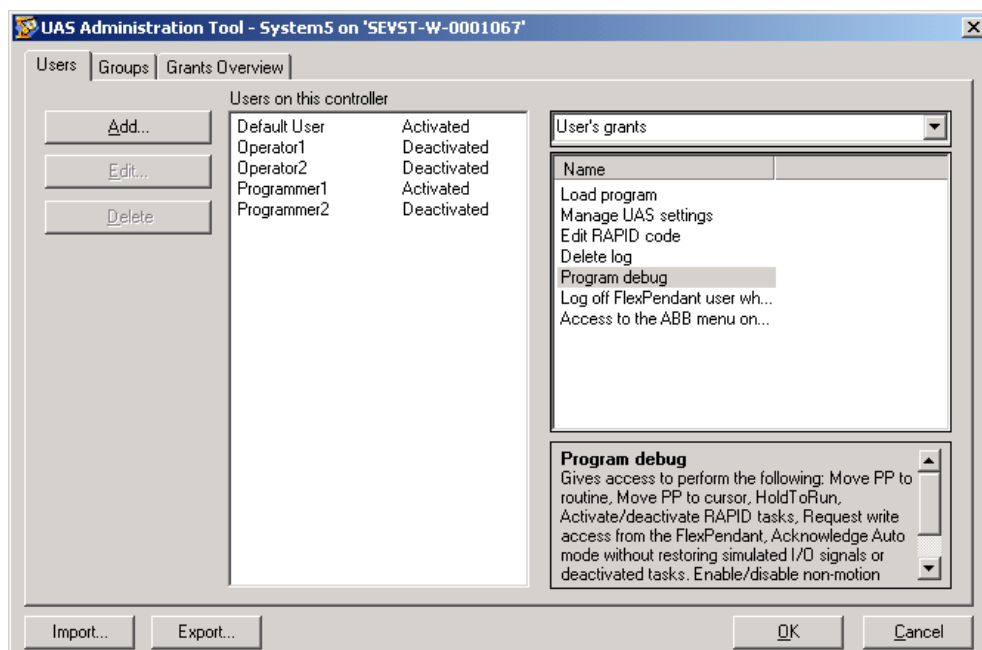 UAS Administration Tool - System5 on 'SEVST-W-0001067'
Users Groups Grants Overview
Users on this controller
Add...
Edit...
Delete
Default User Activated
Operator1 Deactivated
Operator2 Deactivated
Programmer1 Activated
Programmer2 Deactivated
User's grants
Name
Load program
Manage UAS settings
Edit RAPID code
Delete log
Program debug
Log off FlexPendant user wh...
Access to the ABB menu on...
Program debug
Gives access to perform the following: Move PP to
routine, Move PP to cursor, HoldToRun,
Activate/deactivate RAPID tasks, Request write
access from the FlexPendant, Acknowledge Auto
mode without restoring simulated I/O signals or
deactivated tasks. Enable/disable non-motion
Import... Export... OK Cancel